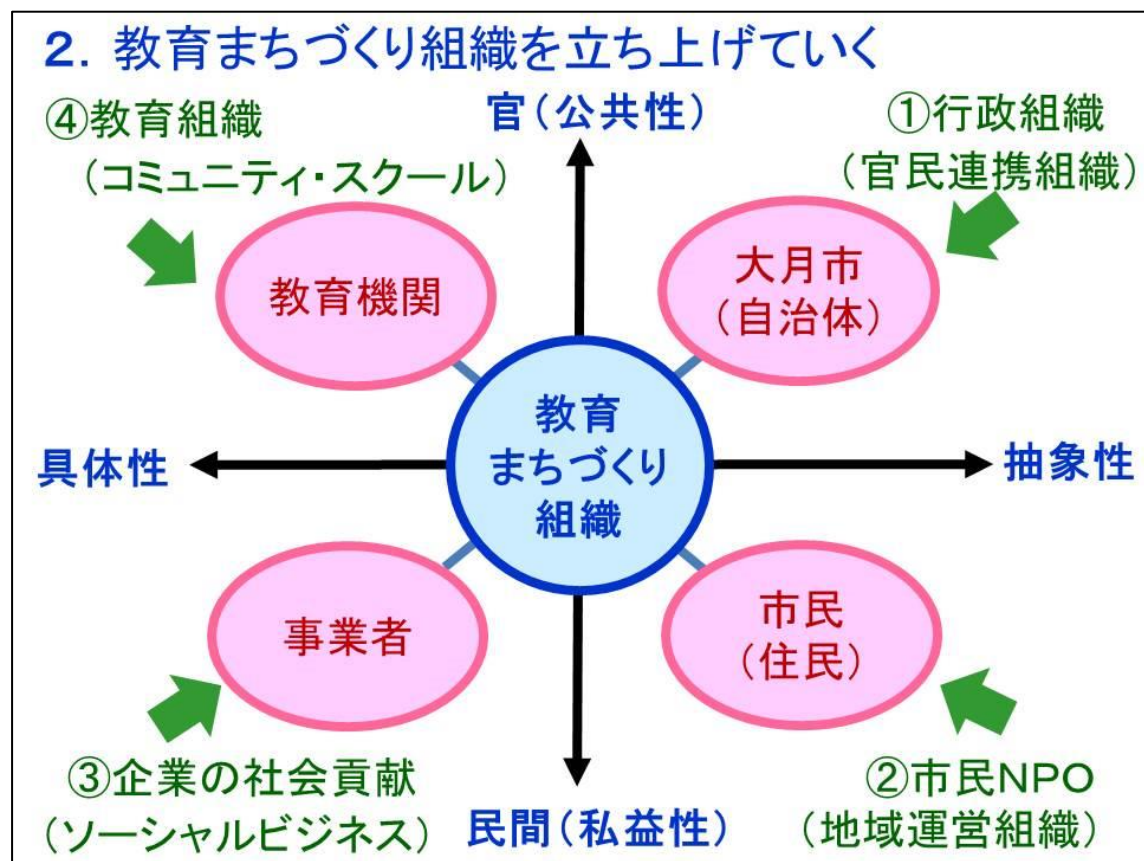 2. 教育まちづくり組織を立ち上げていく
④教育組織
(コミュニティ・スクール)
官(公共性)
①行政組織
(官民連携組織)
教育機関
大月市
(自治体)
具体性
教育
まちづくり
組織
抽象性
事業者
市民
(住民)
③企業の社会貢献
(ソーシャルビジネス)
民間(私益性)
②市民NPO
(地域運営組織)